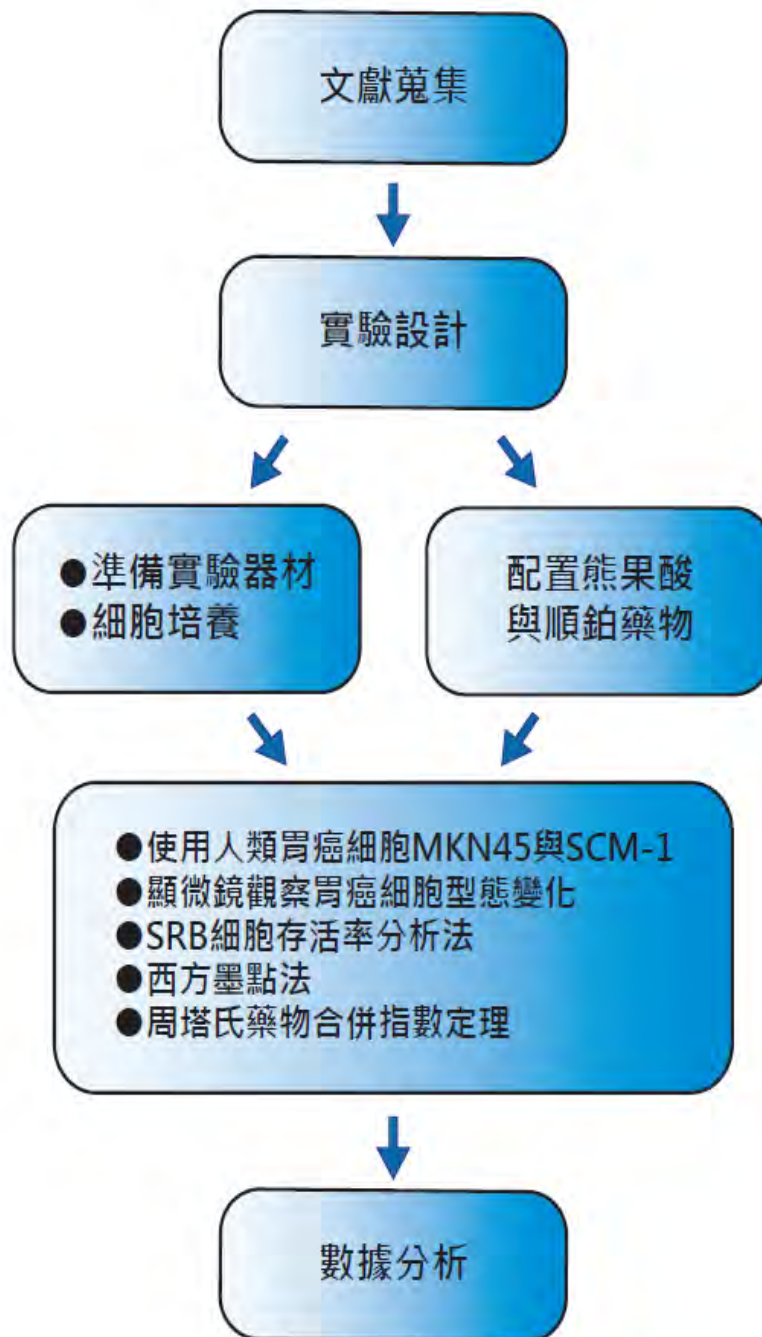 文獻蒐集
實驗設計
●準備實驗器材
●細胞培養
配置熊果酸
與順鉑藥物
●使用人類胃癌細胞MKN45與SCM-1
●顯微鏡觀察胃癌細胞型態變化
●SRB細胞存活率分析法
●西方墨點法
●周塔氏藥物合併指數定理
數據分析